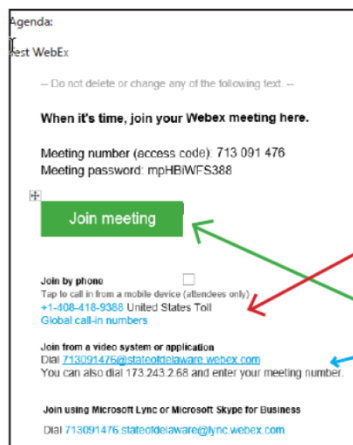 Agenda:
Test WebEx
-- Do not delete or change any of the following text. --
When it's time, join your Webex meeting here.
Meeting number (access code): 713 091 476
Meeting password: mpHBiWFS388
Join meeting
Join by phone
Tap to call in from a mobile device (attendees only)
+1-408-418-9388 United States Toll
Global call-in numbers
Join from a video system or application
Dial 713091476@stateofdelaware.webex.com
You can also dial 173.243.2.68 and enter your meeting number.
Join using Microsoft Lync or Microsoft Skype for Business
Dial 713091476.stateofdelaware@lync.webex.com